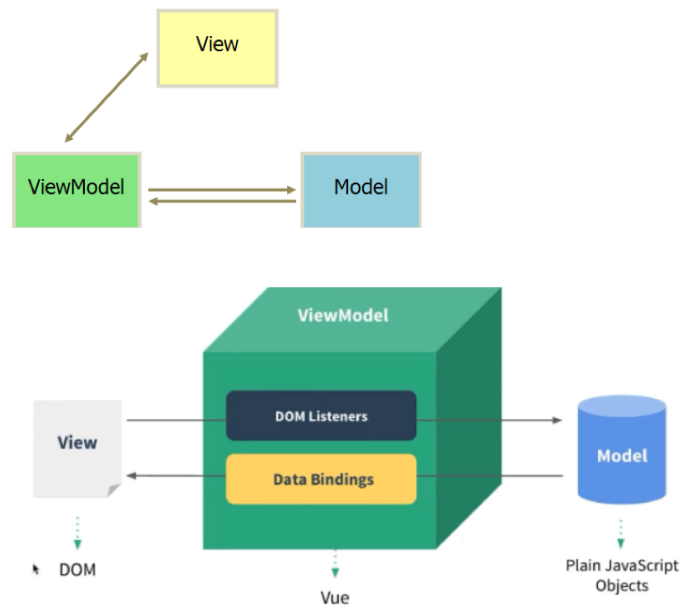 View
ViewModel
Model
ViewModel
DOM Listeners
View
Data Bindings
Model
DOM
Vue
Plain JavaScript
Objects